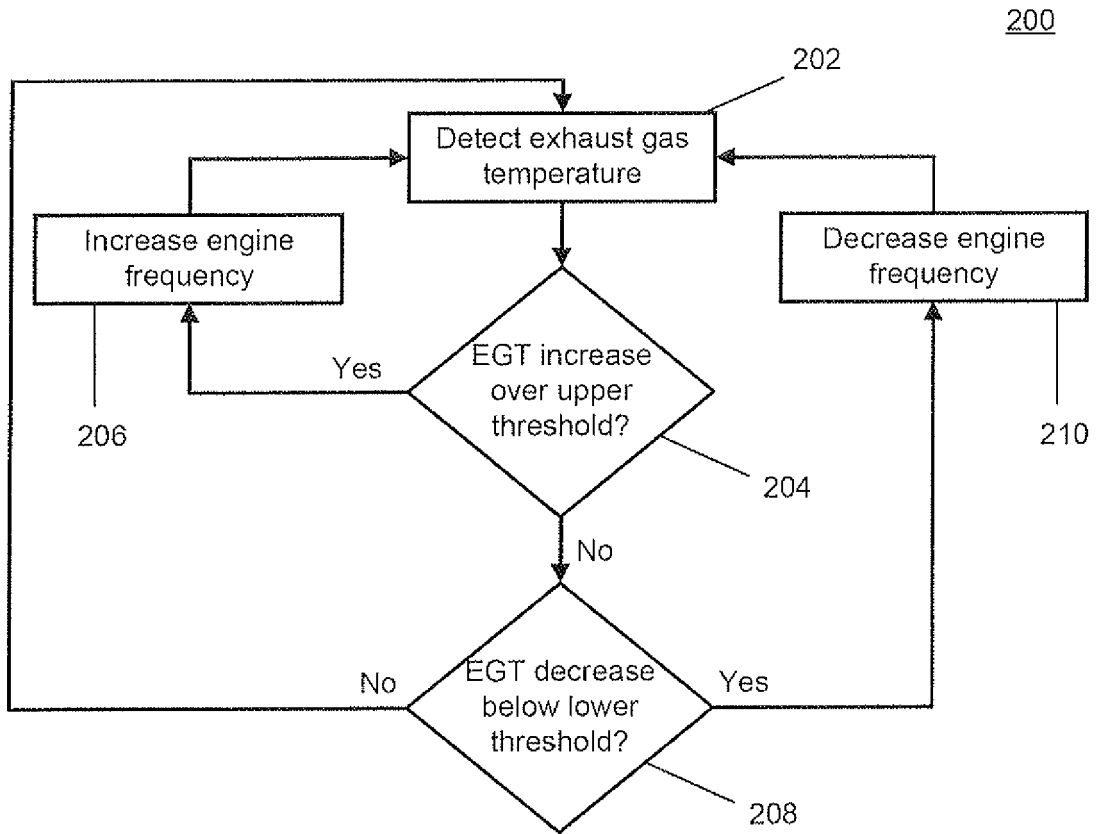 200
202
Detect exhaust gas
temperature
Increase engine
frequency
Decrease engine
frequency
Yes
EGT increase
over upper
threshold?
206
210
204
No
No
EGT decrease
below lower
threshold?
Yes
208